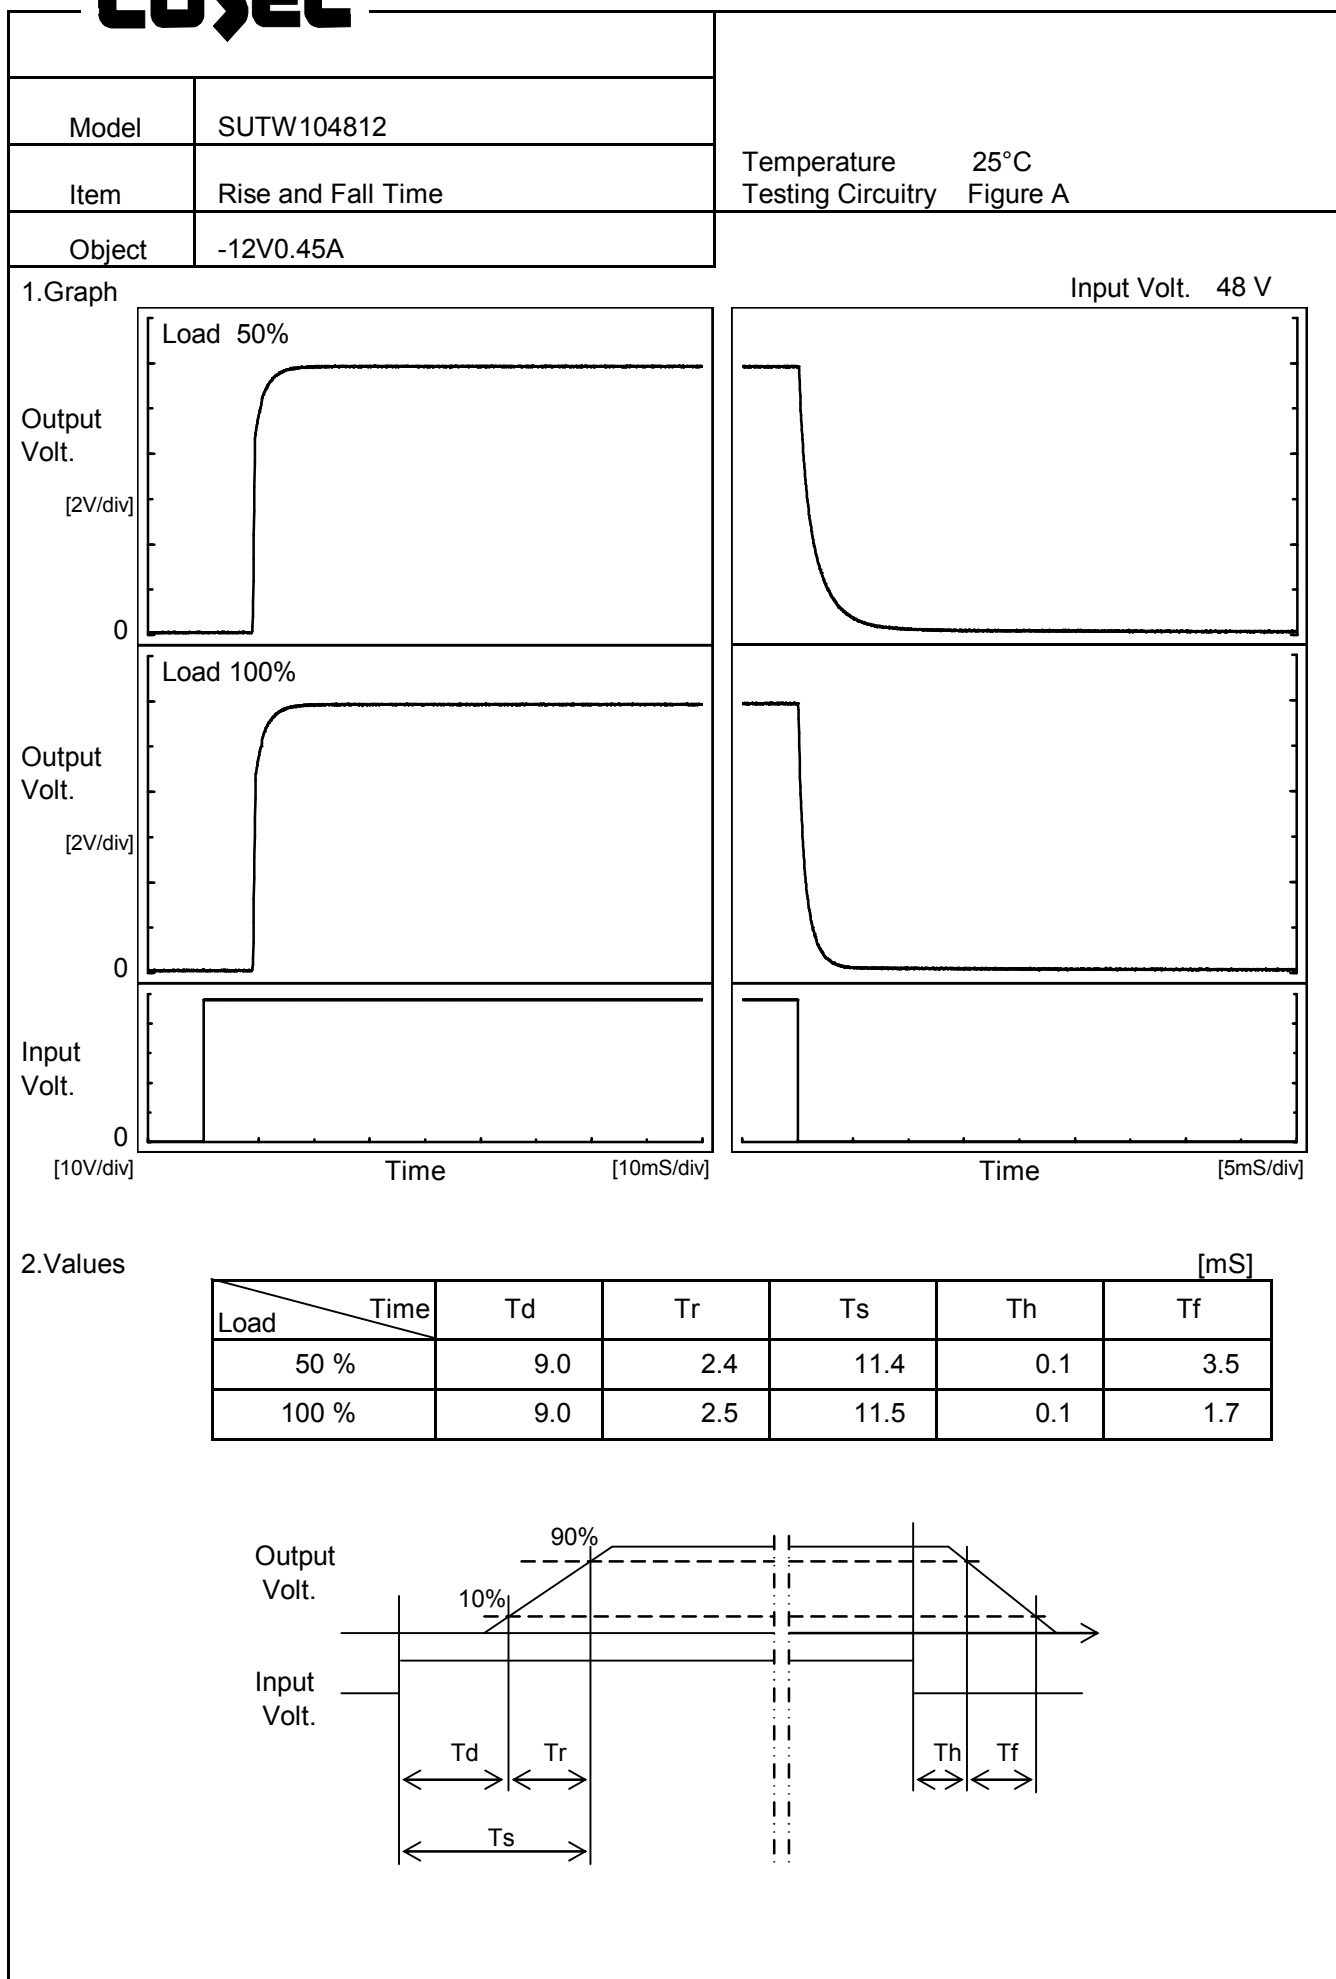 COSEL
Model SUTW104812
Item Rise and Fall Time
Temperature 25°C
Testing Circuitry Figure A
Object -12V0.45A
1.Graph
Input Volt. 48 V
Load 50%
Output
Volt.
[2V/div]
0
Load 100%
Output
Volt.
[2V/div]
0
Input
Volt.
0
[10V/div] Time [10mS/div] Time [5mS/div]
2.Values [mS]
Time
Load Td Tr Ts Th Tf
50 % 9.0 2.4 11.4 0.1 3.5
100 % 9.0 2.5 11.5 0.1 1.7
90%
Output
Volt.
10%
Input
Volt.
Td Tr Th Tf
Ts